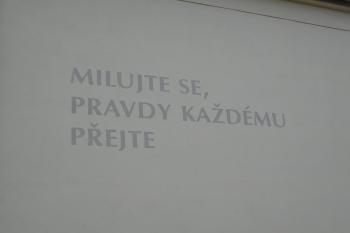 MILUJTE SE,
PRAVDY KAŽDÉMU
PŘEJTE